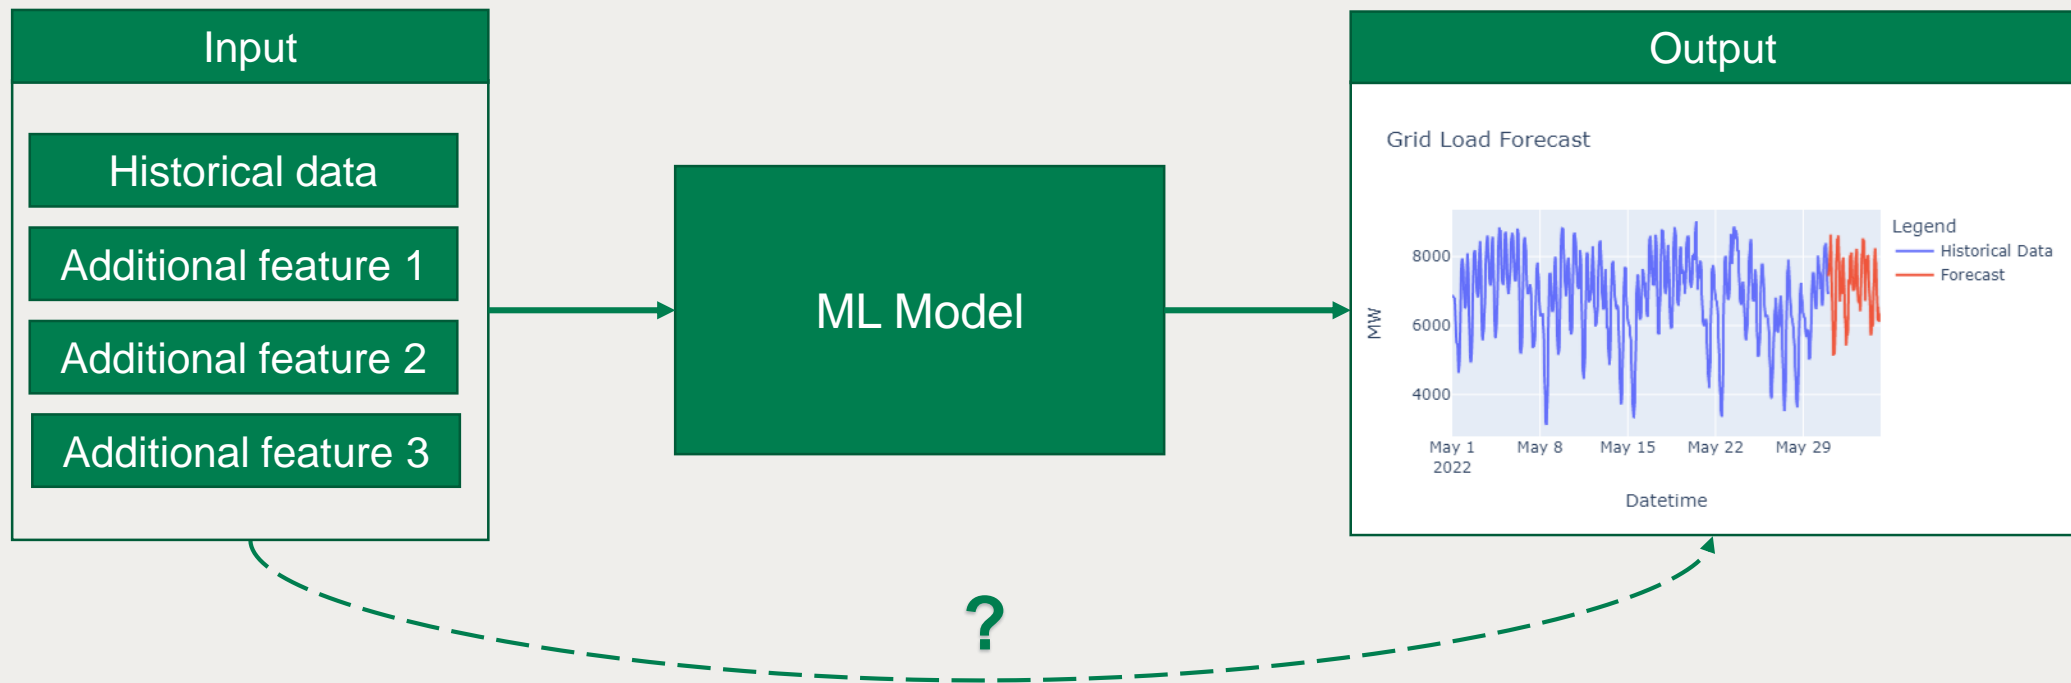 Input
Historical data
Additional feature 1
Additional feature 2
Additional feature 3
ML Model
Output
Grid Load Forecast
Legend
Historical Data
Forecast
MW
8000
6000
4000
May 1
2022
May 8
May 15
May 22
May 29
Datetime
?